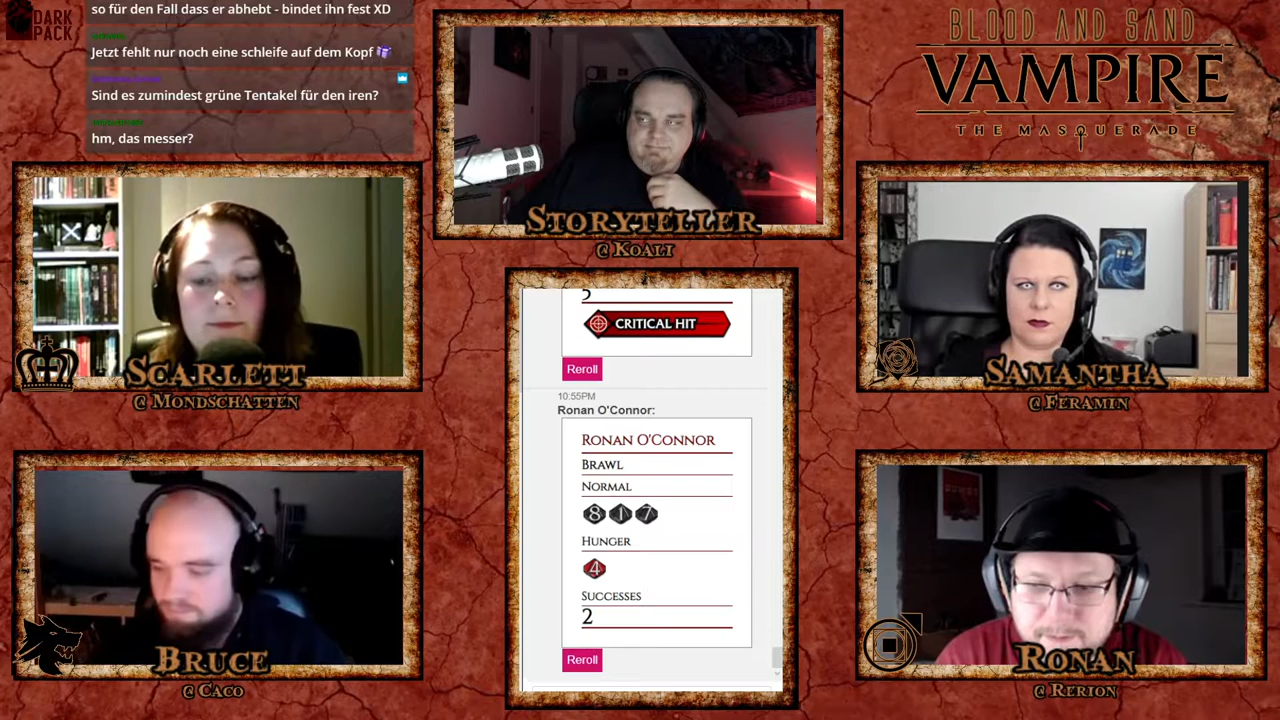 DARK
PACK
so für den Fall dass er abhebt - bindet ihn fest XD
Jetzt fehlt nur noch eine schleife auf dem Kopf
Sind es zumindest grüne Tentakel für den iren?
hm, das messer?
BLOOD AND SAND
VAMPIRE
THE MASQUERADE
STORYTELLER
@ KOALI
SCARLETT
@ MONDSCHATTEN
SAMANTHA
@ FERAMIN
5
CRITICAL HIT
Reroll
10:55PM
Ronan O'Connor:
RONAN O'CONNOR
BRAWL
NORMAL
8 1 7
HUNGER
4
SUCCESSES
2
Reroll
BRUCE
@ CACO
RONAN
@ RERION